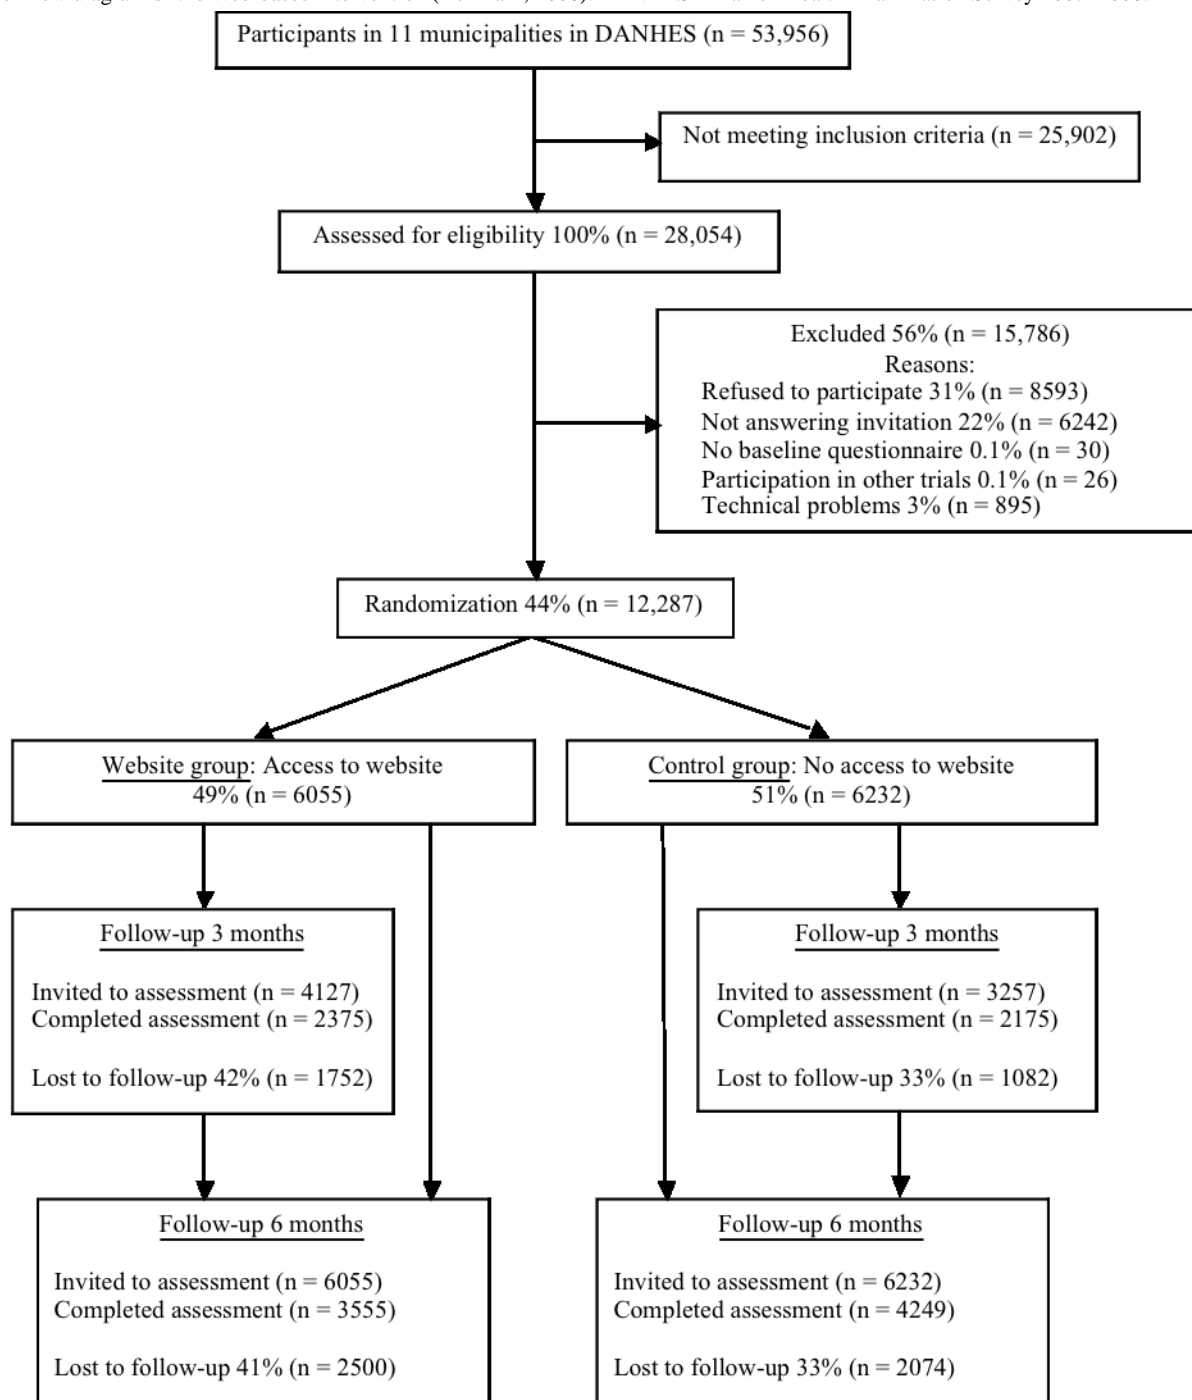 Participants in 11 municipalities in DANHES (n = 53,956)
Not meeting inclusion criteria (n = 25,902)
Assessed for eligibility 100% (n = 28,054)
Excluded 56% (n = 15,786)
Reasons:
Refused to participate 31% (n = 8593)
Not answering invitation 22% (n = 6242)
No baseline questionnaire 0.1% (n = 30)
Participation in other trials 0.1% (n = 26)
Technical problems 3% (n = 895)
Randomization 44% (n = 12,287)
Website group: Access to website
49% (n = 6055)
Control group: No access to website
51% (n = 6232)
Follow-up 3 months
Invited to assessment (n = 4127)
Completed assessment (n = 2375)
Lost to follow-up 42% (n = 1752)
Follow-up 3 months
Invited to assessment (n = 3257)
Completed assessment (n = 2175)
Lost to follow-up 33% (n = 1082)
Follow-up 6 months
Invited to assessment (n = 6055)
Completed assessment (n = 3555)
Lost to follow-up 41% (n = 2500)
Follow-up 6 months
Invited to assessment (n = 6232)
Completed assessment (n = 4249)
Lost to follow-up 33% (n = 2074)